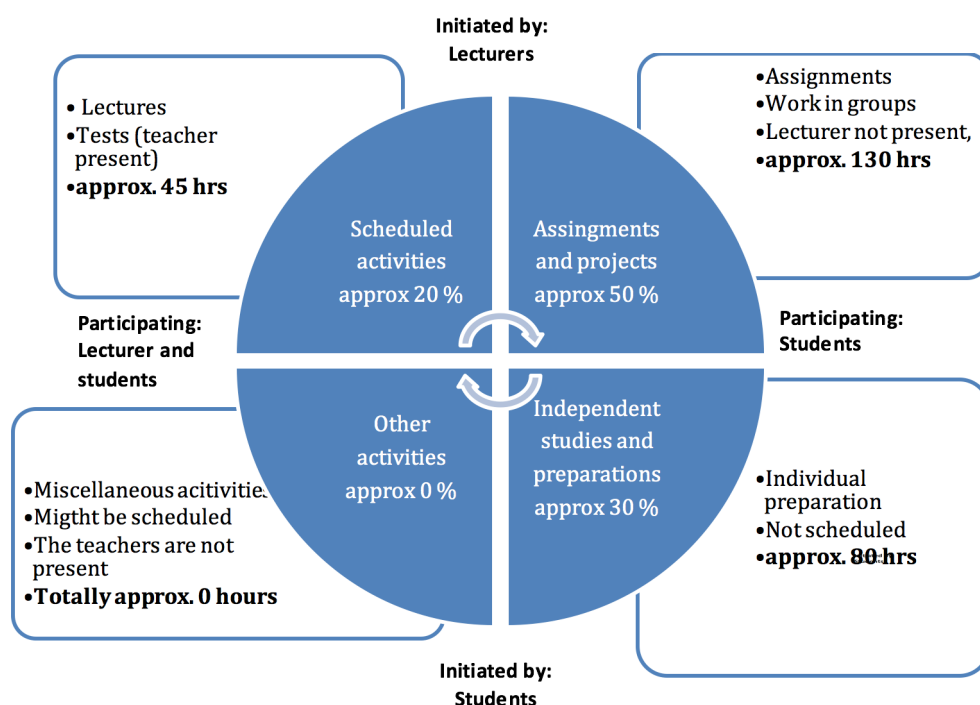 Initiated by:
Lecturers
• Lectures
•Tests (teacher
present)
•approx. 45 hrs
•Assignments
•Work in groups
•Lecturer not present,
•approx. 130 hrs
Scheduled
activities
approx 20 %
Assingments
and projects
approx 50 %
Participating:
Lecturer and
students
Participating:
Students
Other
activities
approx 0 %
Independent
studies and
preparations
approx 30 %
•Miscellaneous acitivities
•Migtht be scheduled
•The teachers are not
present
•Totally approx. 0 hours
•Individual
preparation
•Not scheduled
•approx. 80 hrs
Initiated by:
Students